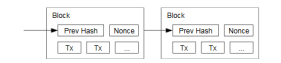 Block
Block
Prev Hash
Nonce
Prev Hash
Nonce
Tx
Tx
...
Tx
Tx
...